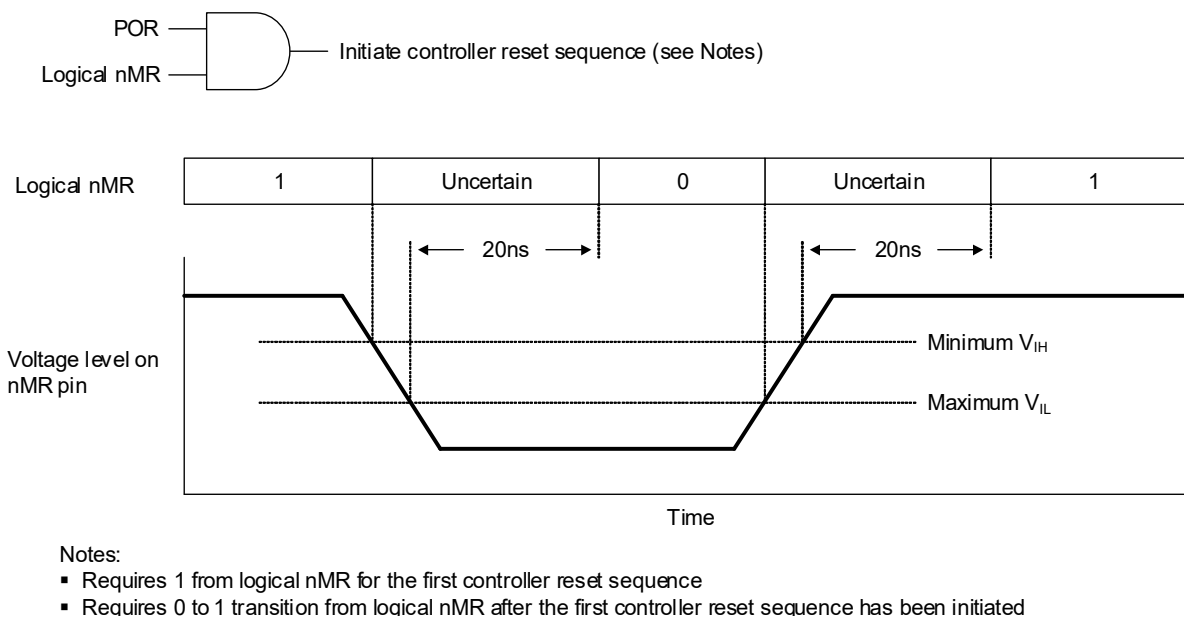 POR
Logical nMR
Initiate controller reset sequence (see Notes)
Logical nMR
1
Uncertain
0
Uncertain
1
20ns
20ns
Voltage level on
nMR pin
Minimum VIH
Maximum VIL
Time
Notes:
▪ Requires 1 from logical nMR for the first controller reset sequence
▪ Requires 0 to 1 transition from logical nMR after the first controller reset sequence has been initiated